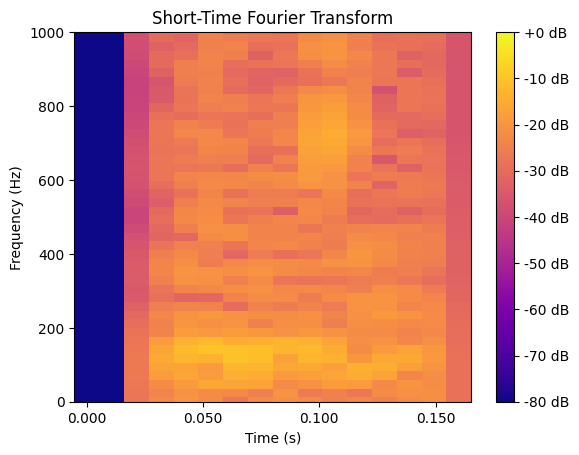 Short-Time Fourier Transform
1000
800
600
400
200
0
Frequency (Hz)
0.000
0.050
0.100
0.150
Time (s)
+0 dB
-10 dB
-20 dB
-30 dB
-40 dB
-50 dB
-60 dB
-70 dB
-80 dB